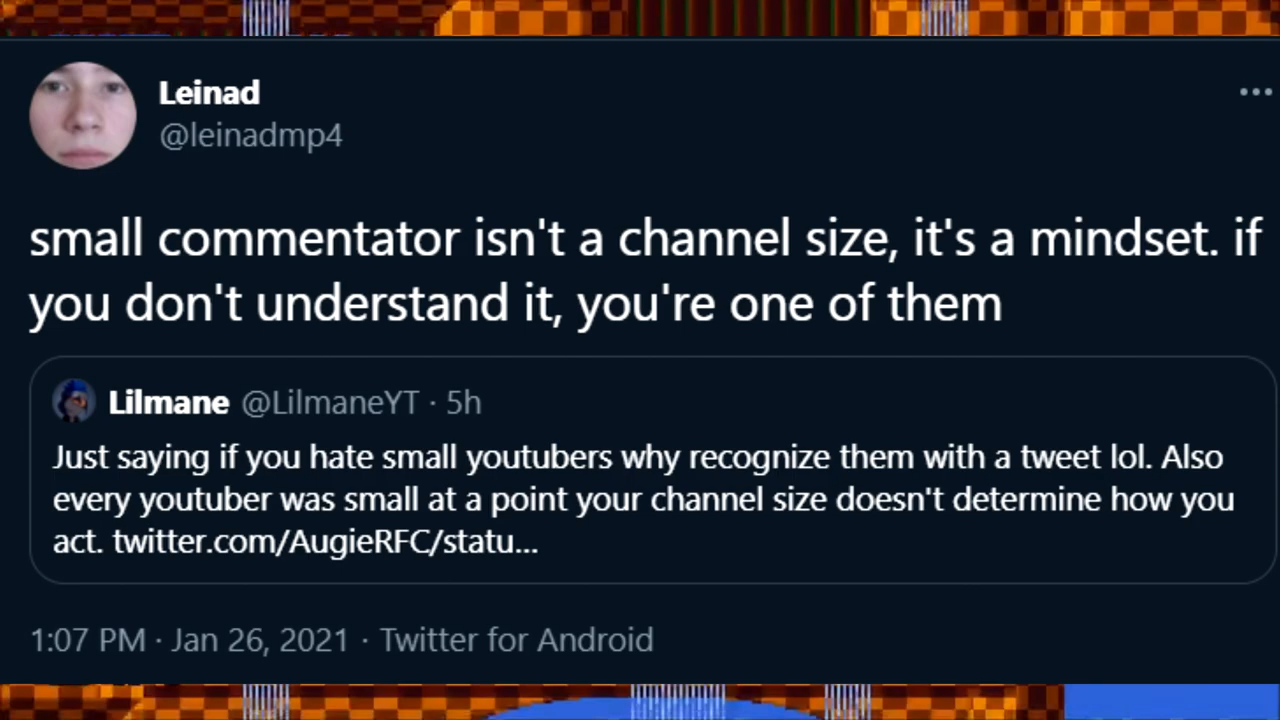 Leinad
@leinadmp4
small commentator isn't a channel size, it's a mindset. if
you don't understand it, you're one of them
Lilmane @LilmaneYT · 5h
Just saying if you hate small youtubers why recognize them with a tweet lol. Also
every youtuber was small at a point your channel size doesn't determine how you
act. twitter.com/AugieRFC/statu...
1:07 PM · Jan 26, 2021 · Twitter for Android